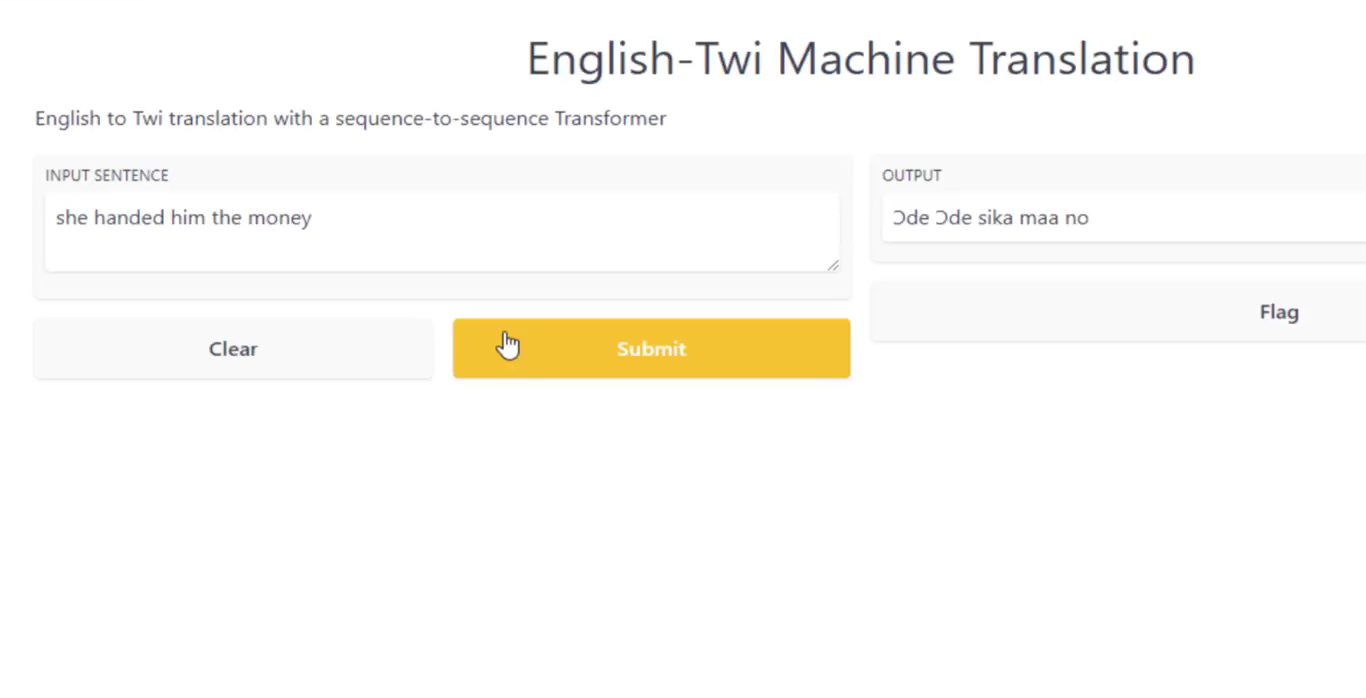 English-Twi Machine Translation
English to Twi translation with a sequence-to-sequence Transformer
INPUT SENTENCE
she handed him the money
Clear
Submit
OUTPUT
Ɔde Ɔde sika maa no
Flag